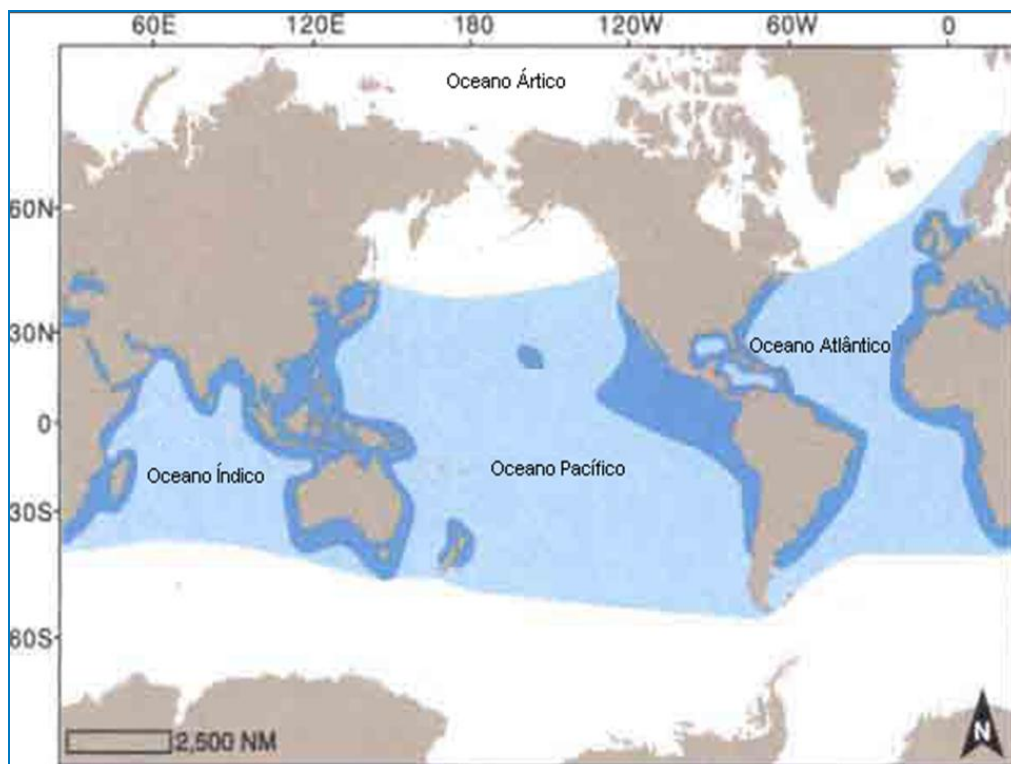 60E 120E 180 120W 60W 0
Oceano Ártico
60N
30N
Oceano Atlântico
0
Oceano Índico
Oceano Pacífico
30S
60S
2,500 NM
N